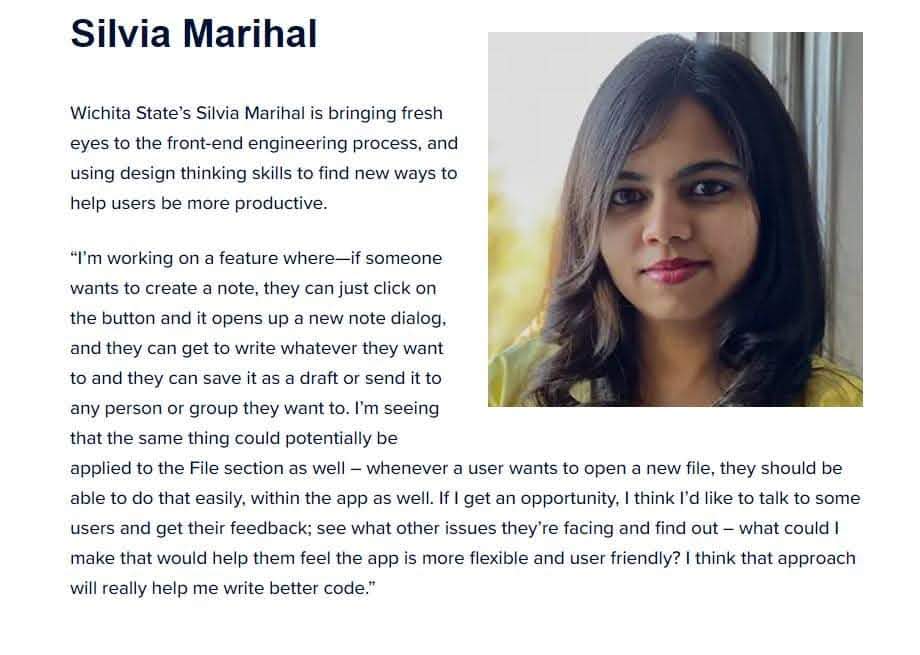 Silvia Marihal
Wichita State’s Silvia Marihal is bringing fresh
eyes to the front-end engineering process, and
using design thinking skills to find new ways to
help users be more productive.
“I’m working on a feature where—if someone
wants to create a note, they can just click on
the button and it opens up a new note dialog,
and they can get to write whatever they want
to and they can save it as a draft or send it to
any person or group they want to. I’m seeing
that the same thing could potentially be
applied to the File section as well – whenever a user wants to open a new file, they should be
able to do that easily, within the app as well. If I get an opportunity, I think I’d like to talk to some
users and get their feedback; see what other issues they’re facing and find out – what could I
make that would help them feel the app is more flexible and user friendly? I think that approach
will really help me write better code.”